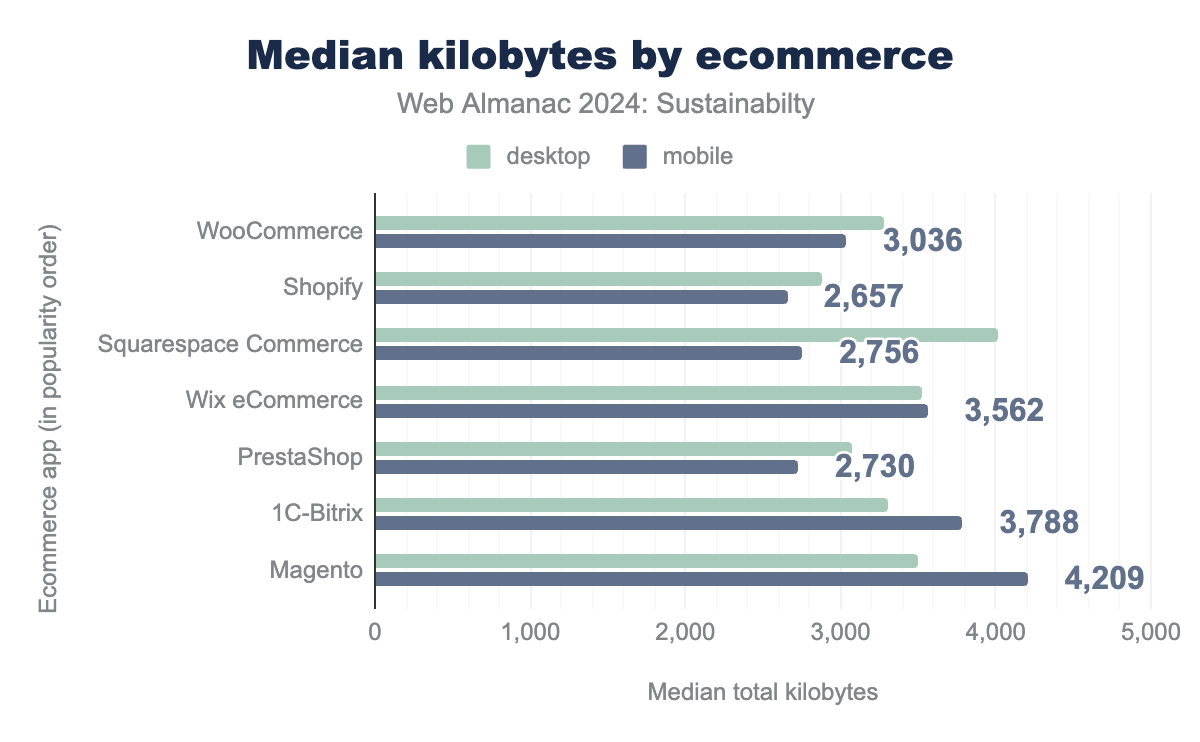 Median kilobytes by ecommerce
Web Almanac 2024: Sustainabilty
desktop
mobile
Ecommerce app (in popularity order)
WooCommerce
3,036
Shopify
2,657
Squarespace Commerce
2,756
Wix eCommerce
3,562
PrestaShop
2,730
1C-Bitrix
3,788
Magento
4,209
0
1,000
2,000
3,000
4,000
5,000
Median total kilobytes